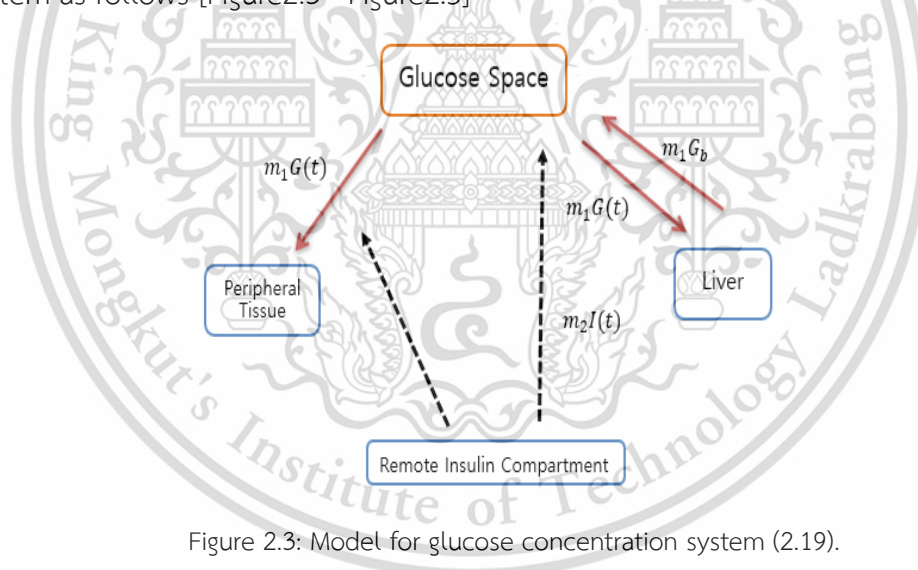 tem as follows [Figure2.3 – Figure2.5]
Glucose Space
m₁G(t)
m₁G_b
m₁G(t)
Peripheral
Tissue
Liver
m₂I(t)
Remote Insulin Compartment
King Mongkut's Institute of Technology Ladkrabang
Figure 2.3: Model for glucose concentration system (2.19).